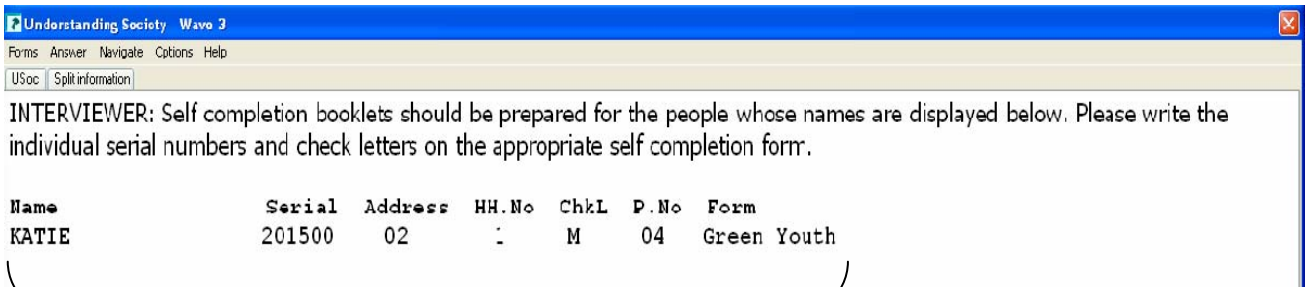 Understanding Society Wave 3
Forms Answer Navigate Options Help
USoc Split information
INTERVIEWER: Self completion booklets should be prepared for the people whose names are displayed below. Please write the
individual serial numbers and check letters on the appropriate self completion form.
Name Serial Address HH.No ChkL P.No Form
KATIE 201500 02 M 04 Green Youth